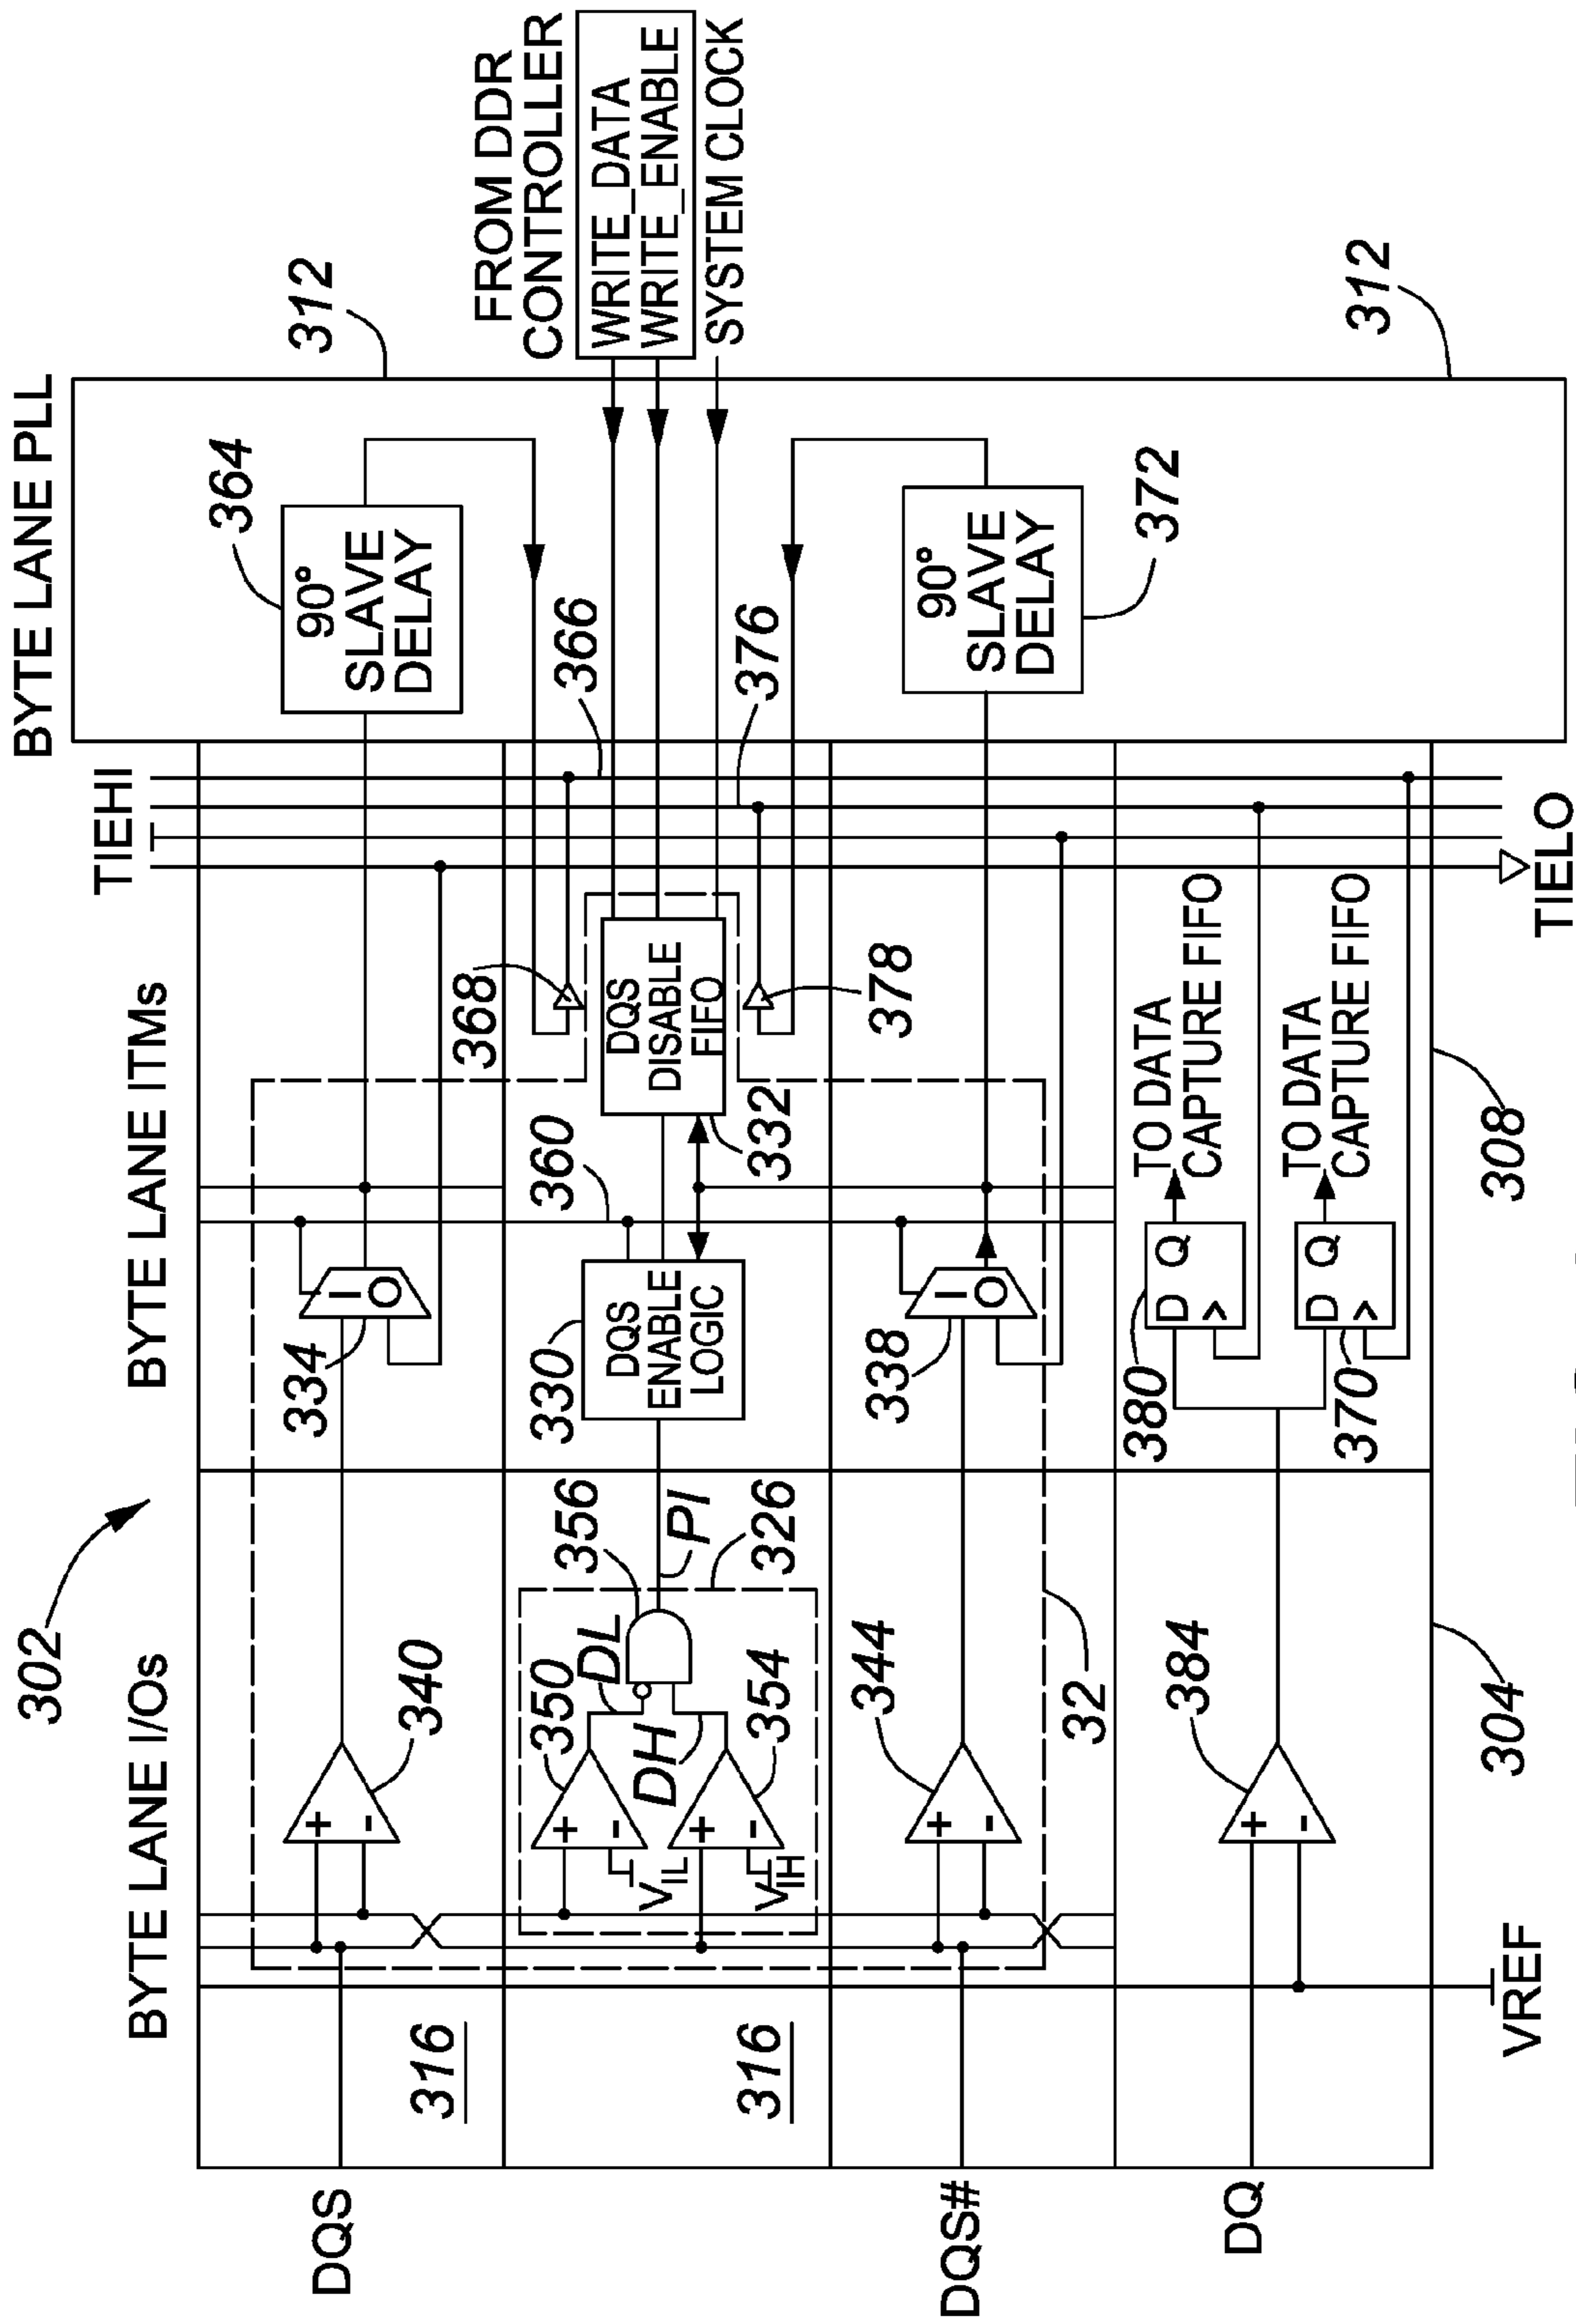 302
BYTE LANE I/Os
BYTE LANE ITMs
BYTE LANE PLL
TIEHI
312
364
90°
SLAVE
DELAY
DQS
+
-
340
334
I
O
316
368
366
FROM DDR
CONTROLLER
WRITE_DATA
WRITE_ENABLE
SYSTEM CLOCK
350
DL
356
+
-
VIL
DH
PI
330
DQS
ENABLE
LOGIC
360
DQS
DISABLE
FIFO
332
376
378
+
-
VIH
354
326
316
DQS#
+
-
344
338
I
O
90°
SLAVE
DELAY
372
32
DQ
+
-
384
380
D Q
>
TO DATA
CAPTURE FIFO
370
D Q
>
TO DATA
CAPTURE FIFO
312
VREF
304
308
TIELO